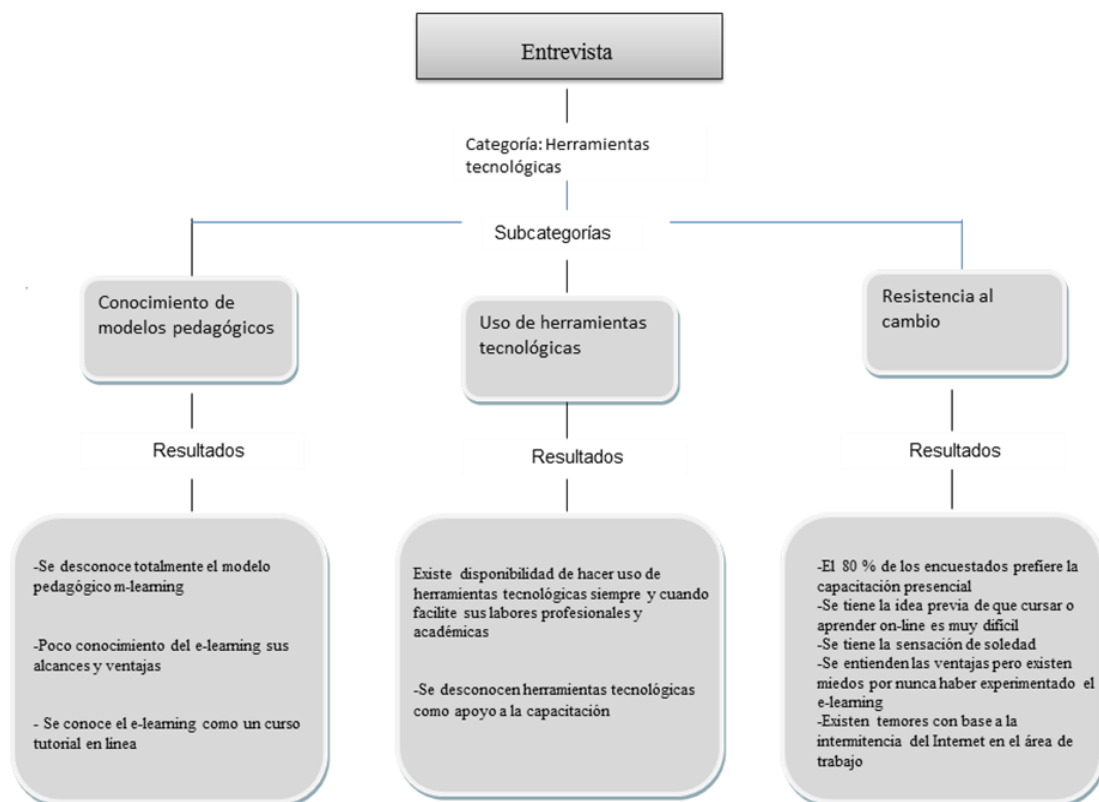 Entrevista
Categoría: Herramientas
tecnológicas
Subcategorías
Conocimiento de
modelos pedagógicos
Uso de herramientas
tecnológicas
Resistencia al
cambio
Resultados
Resultados
Resultados
-Se desconoce totalmente el modelo
pedagógico m-learning
-Poco conocimiento del e-learning sus
alcances y ventajas
- Se conoce el e-learning como un curso
tutorial en línea
Existe disponibilidad de hacer uso de
herramientas tecnológicas siempre y cuando
facilite sus labores profesionales y
académicas
-Se desconocen herramientas tecnológicas
como apoyo a la capacitación
-El 80 % de los encuestados prefiere la
capacitación presencial
-Se tiene la idea previa de que cursar o
aprender on-line es muy difícil
-Se tiene la sensación de soledad
-Se entienden las ventajas pero existen
miedos por nunca haber experimentado el
e-learning
-Existen temores con base a la
intermitencia del Internet en el área de
trabajo